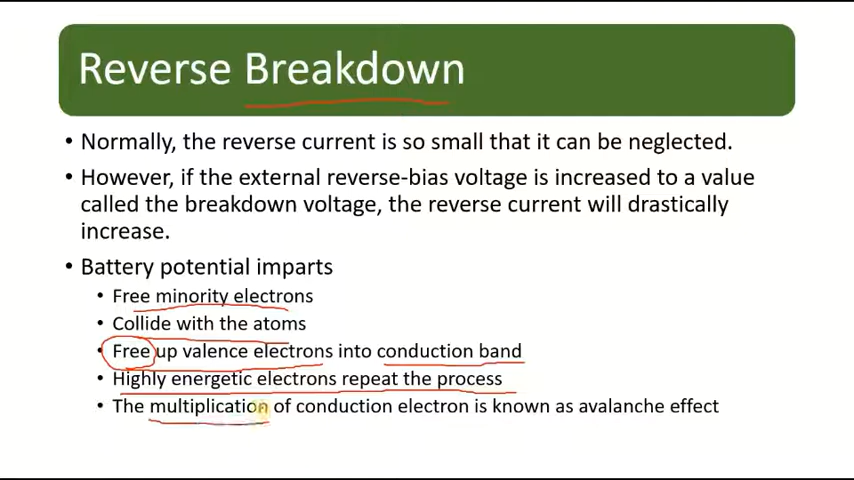 Reverse Breakdown
• Normally, the reverse current is so small that it can be neglected.
• However, if the external reverse-bias voltage is increased to a value
called the breakdown voltage, the reverse current will drastically
increase.
• Battery potential imparts
• Free minority electrons
• Collide with the atoms
• Free up valence electrons into conduction band
• Highly energetic electrons repeat the process
• The multiplication of conduction electron is known as avalanche effect